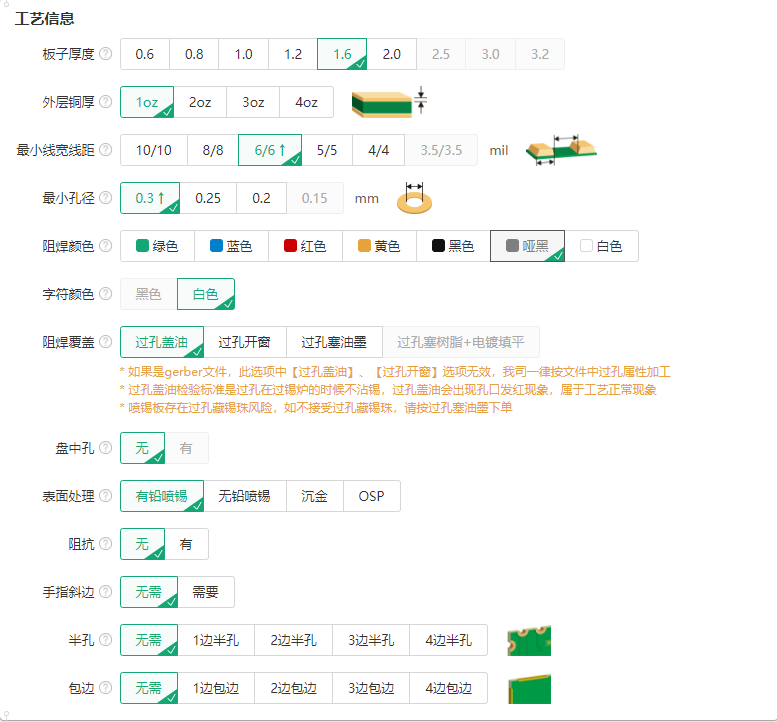 工艺信息
板子厚度 0.6 0.8 1.0 1.2 1.6 2.0 2.5 3.0 3.2
外层铜厚 1oz 2oz 3oz 4oz
最小线宽线距 10/10 8/8 6/6↑ 5/5 4/4 3.5/3.5 mil
最小孔径 0.3↑ 0.25 0.2 0.15 mm
阻焊颜色 绿色 蓝色 红色 黄色 黑色 哑黑 白色
字符颜色 黑色 白色
阻焊覆盖 过孔盖油 过孔开窗 过孔塞油墨 过孔塞树脂+电镀填平
* 如果是gerber文件，此选项中【过孔盖油】、【过孔开窗】选项无效，我司一律按文件中过孔属性加工
* 过孔盖油检验标准是过孔在过锡炉的时候不沾锡，过孔盖油会出现孔口发红现象，属于工艺正常现象
* 喷锡板存在过孔藏锡珠风险，如不接受过孔藏锡珠，请按过孔塞油墨下单
盘中孔 无 有
表面处理 有铅喷锡 无铅喷锡 沉金 OSP
阻抗 无 有
手指斜边 无需 需要
半孔 无需 1边半孔 2边半孔 3边半孔 4边半孔
包边 无需 1边包边 2边包边 3边包边 4边包边